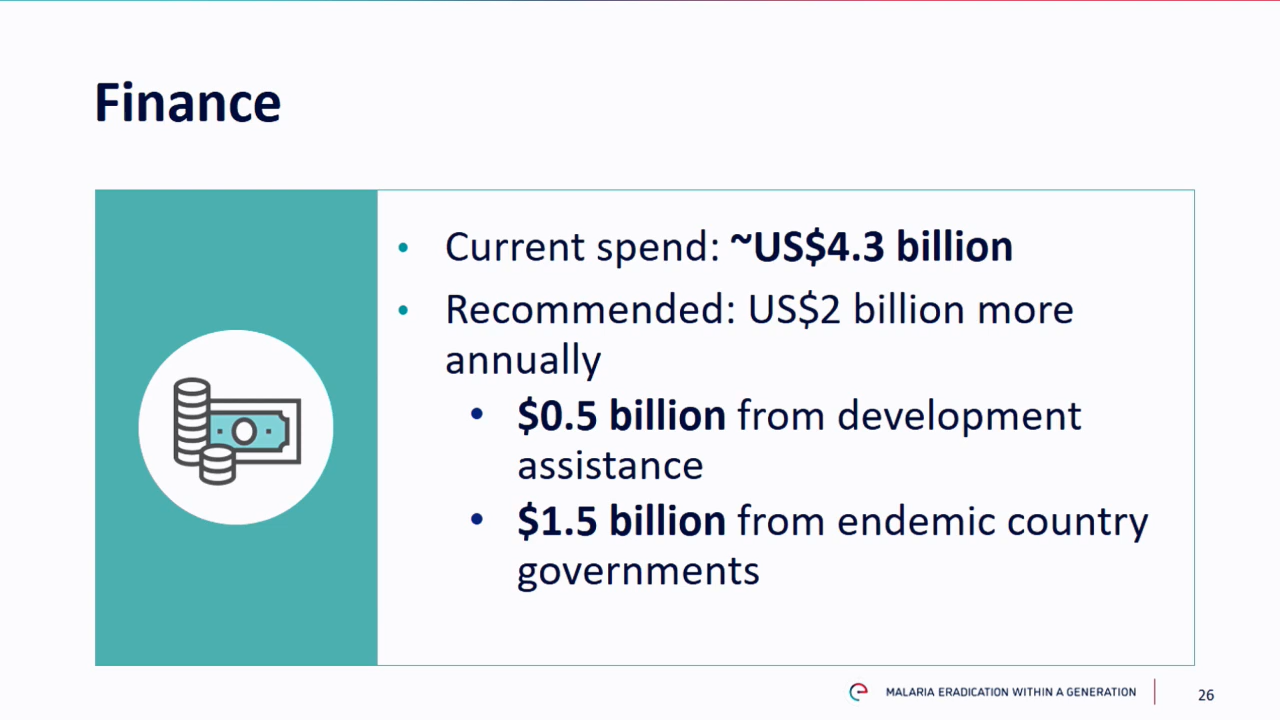 Finance
• Current spend: ~US$4.3 billion
• Recommended: US$2 billion more
annually
• $0.5 billion from development
assistance
• $1.5 billion from endemic country
governments
MALARIA ERADICATION WITHIN A GENERATION
26